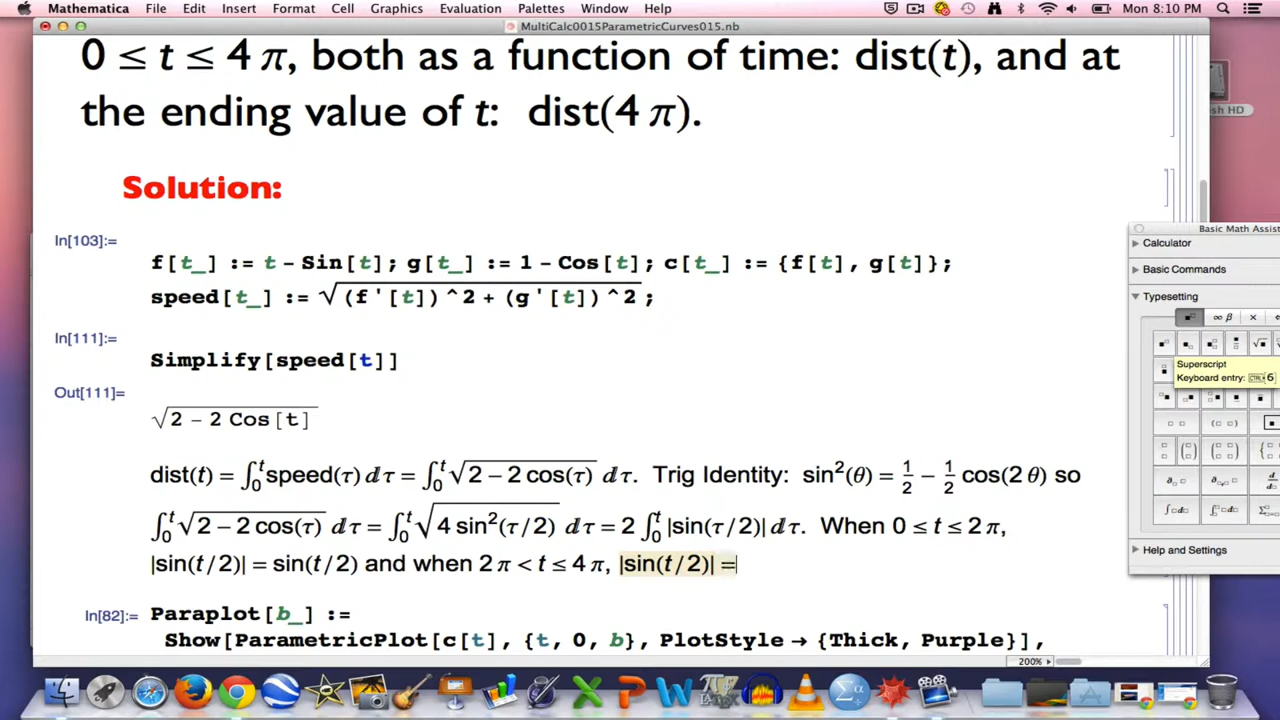 Mathematica File Edit Insert Format Cell Graphics Evaluation Palettes Window Help Mon 8:10 PM
MultiCalc0015ParametricCurves015.nb
0 ≤ t ≤ 4 π, both as a function of time: dist(t), and at
the ending value of t: dist(4 π).
Solution:
In[103]:=
f[t_] := t - Sin[t]; g[t_] := 1 - Cos[t]; c[t_] := {f[t], g[t]};
speed[t_] := √(f'[t])^2 + (g'[t])^2 ;
In[111]:=
Simplify[speed[t]]
Out[111]=
√2 - 2 Cos[t]
dist(t) = ∫₀ᵗ speed(τ) ⅆτ = ∫₀ᵗ √2 - 2 cos(τ) ⅆτ. Trig Identity: sin²(θ) = 1/2 - 1/2 cos(2 θ) so
∫₀ᵗ √2 - 2 cos(τ) ⅆτ = ∫₀ᵗ √4 sin²(τ/2) ⅆτ = 2 ∫₀ᵗ |sin(τ/2)| ⅆτ. When 0 ≤ t ≤ 2 π,
|sin(t/2)| = sin(t/2) and when 2 π < t ≤ 4 π, |sin(t/2)| =
In[82]:= Paraplot[b_] :=
Show[ParametricPlot[c[t], {t, 0, b}, PlotStyle → {Thick, Purple}],
200%
Basic Math Assist
Calculator
Basic Commands
Typesetting
∞ β
Superscript
Keyboard entry: CTRL 6
Help and Settings